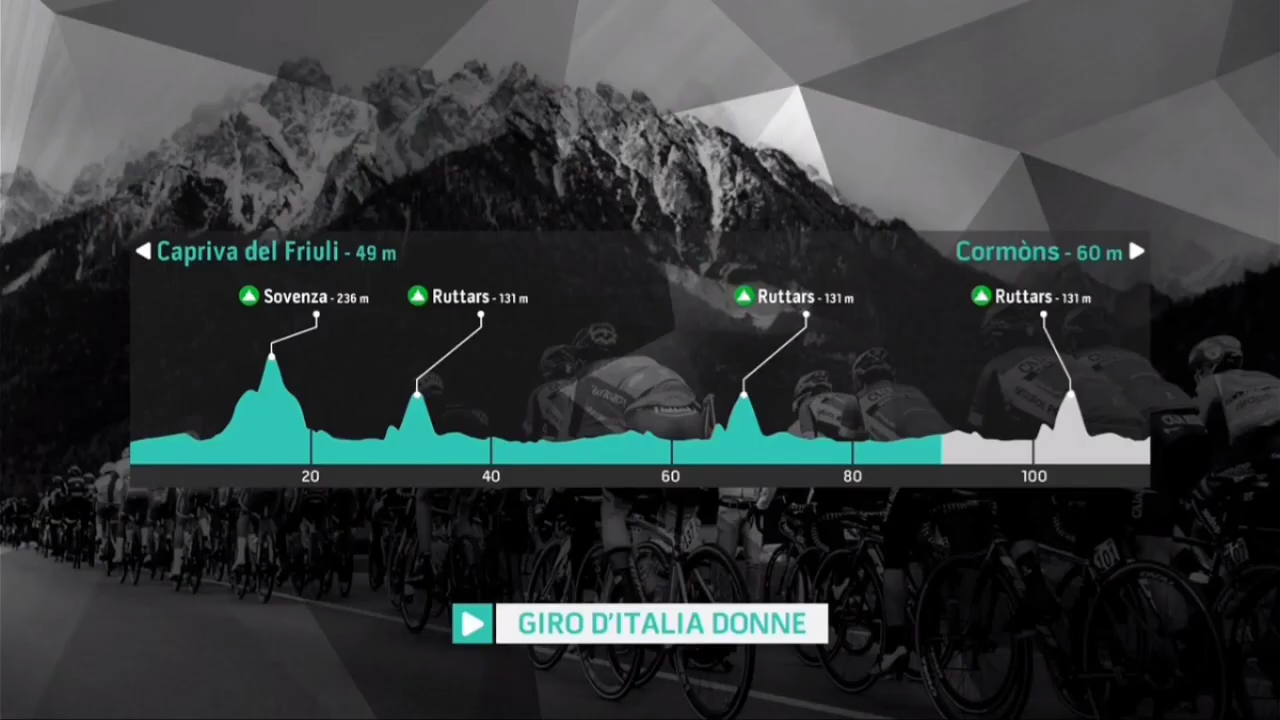 Capriva del Friuli - 49 m
Cormòns - 60 m
Sovenza - 236 m
Ruttars - 131 m
Ruttars - 131 m
Ruttars - 131 m
20
40
60
80
100
GIRO D'ITALIA DONNE